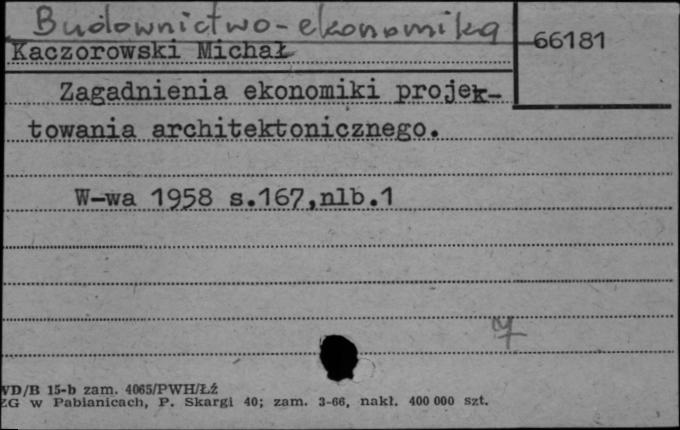 Budownictwo-ekonomika
66181
Kaczorowski Michał
Zagadnienia ekonomiki projek-
towania architektonicznego.
W-wa 1958 s.167,nlb.1
WD/B 15-b zam. 4065/PWH/ŁŹ
ZG w Pabianicach, P. Skargi 40; zam. 3-66, nakł. 400 000 szt.